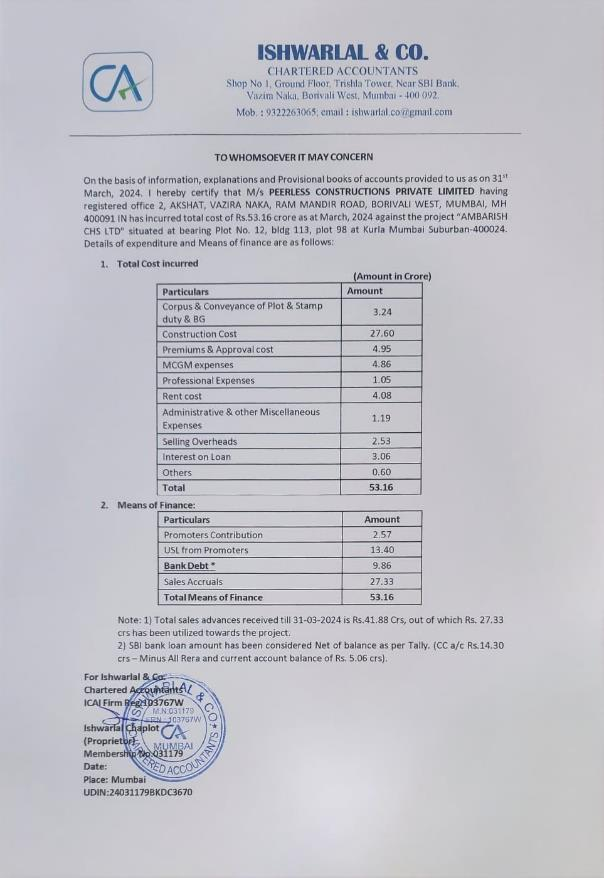 CA
ISHWARLAL & CO.
CHARTERED ACCOUNTANTS
Shop No 1, Ground Floor, Trishla Tower, Near SBI Bank,
Vazim Naka, Borivali West, Mumbai - 400 092.
Mob. : 9322263065; email : ishwarlal.co@gmail.com
TO WHOMSOEVER IT MAY CONCERN
On the basis of information, explanations and Provisional books of accounts provided to us as on 31st
March, 2024. I hereby certify that M/s PEERLESS CONSTRUCTIONS PRIVATE LIMITED having
registered office 2, AKSHAT, VAZIRA NAKA, RAM MANDIR ROAD, BORIVALI WEST, MUMBAI, MH
400091 IN has incurred total cost of Rs.53.16 crore as at March, 2024 against the project "AMBARISH
CHS LTD" situated at bearing Plot No. 12, bldg 113, plot 98 at Kurla Mumbai Suburban-400024.
Details of expenditure and Means of finance are as follows:
1. Total Cost incurred
(Amount in Crore)
Particulars Amount
Corpus & Conveyance of Plot & Stamp
duty & BG 3.24
Construction Cost 27.60
Premiums & Approval cost 4.95
MCGM expenses 4.86
Professional Expenses 1.05
Rent cost 4.08
Administrative & other Miscellaneous
Expenses 1.19
Selling Overheads 2.53
Interest on Loan 3.06
Others 0.60
Total 53.16
2. Means of Finance:
Particulars Amount
Promoters Contribution 2.57
USL from Promoters 13.40
Bank Debt * 9.86
Sales Accruals 27.33
Total Means of Finance 53.16
Note: 1) Total sales advances received till 31-03-2024 is Rs.41.88 Crs, out of which Rs. 27.33
crs has been utilized towards the project.
2) SBI bank loan amount has been considered Net of balance as per Tally. (CC a/c Rs.14.30
crs – Minus All Rera and current account balance of Rs. 5.06 crs).
For Ishwarlal & Co.
Chartered Accountants
ICAI Firm Reg 103767W
Ishwarlal Chaplot
(Proprietor)
Membership No.031179
Date:
Place: Mumbai
UDIN:24031179BKDC3670
ISHWARLAL & CO
M.N.031179
FRN - 103767W
CA
MUMBAI
CHARTERED ACCOUNTANTS